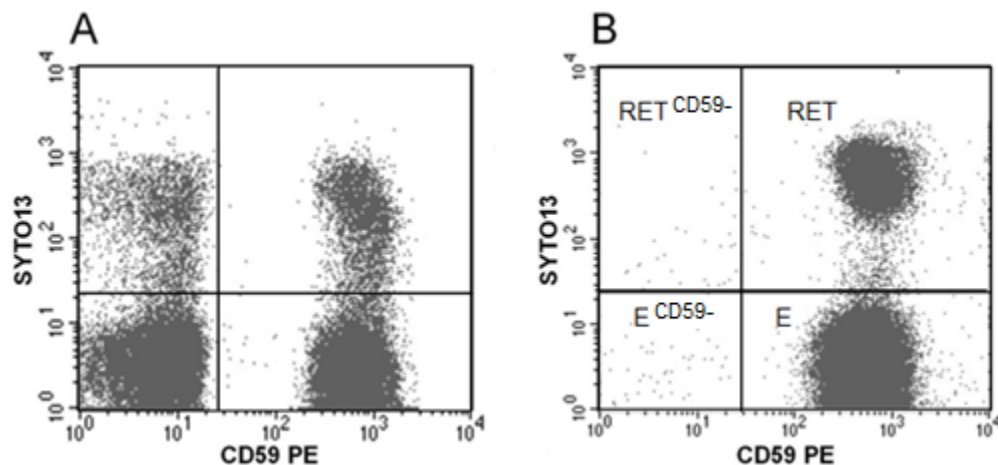 A
SYTO13
10⁴
10³
10²
10¹
10⁰
10⁰ 10¹ 10² 10³ 10⁴
CD59 PE
B
SYTO13
10⁴
10³
10²
10¹
10⁰
RET CD59- RET
E CD59- E
10⁰ 10¹ 10² 10³ 10⁴
CD59 PE